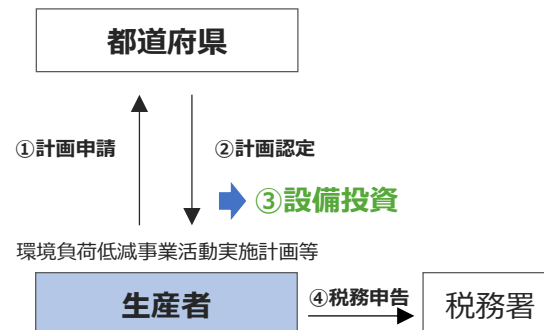 都道府県
①計画申請
②計画認定
③設備投資
環境負荷低減事業活動実施計画等
生産者
④税務申告
税務署